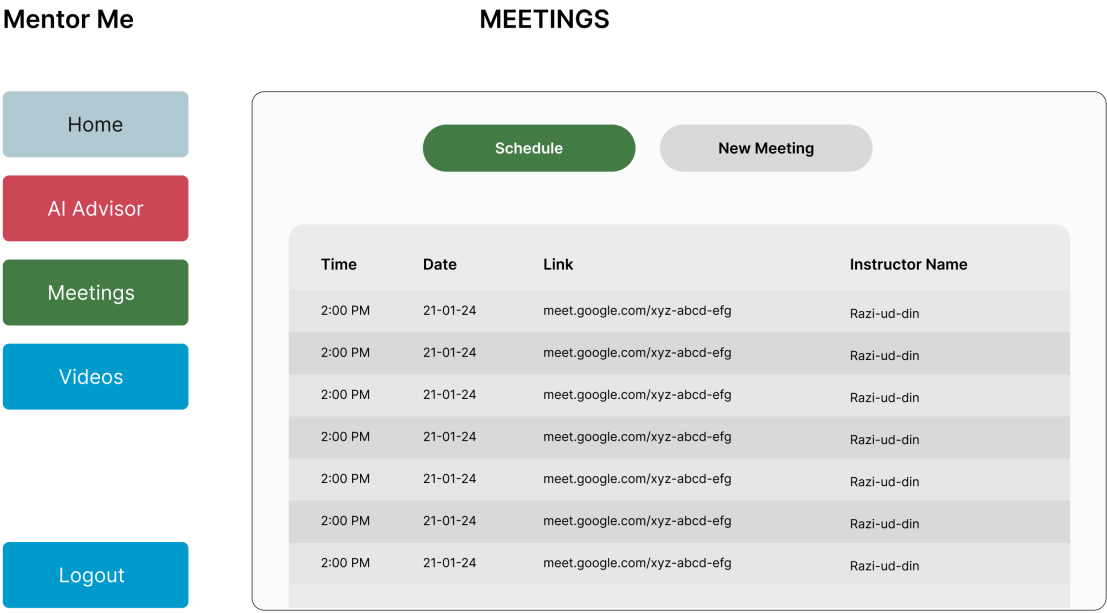 Mentor Me
MEETINGS
Home
AI Advisor
Meetings
Videos
Logout
Schedule
New Meeting
Time Date Link Instructor Name
2:00 PM 21-01-24 meet.google.com/xyz-abcd-efg Razi-ud-din
2:00 PM 21-01-24 meet.google.com/xyz-abcd-efg Razi-ud-din
2:00 PM 21-01-24 meet.google.com/xyz-abcd-efg Razi-ud-din
2:00 PM 21-01-24 meet.google.com/xyz-abcd-efg Razi-ud-din
2:00 PM 21-01-24 meet.google.com/xyz-abcd-efg Razi-ud-din
2:00 PM 21-01-24 meet.google.com/xyz-abcd-efg Razi-ud-din
2:00 PM 21-01-24 meet.google.com/xyz-abcd-efg Razi-ud-din